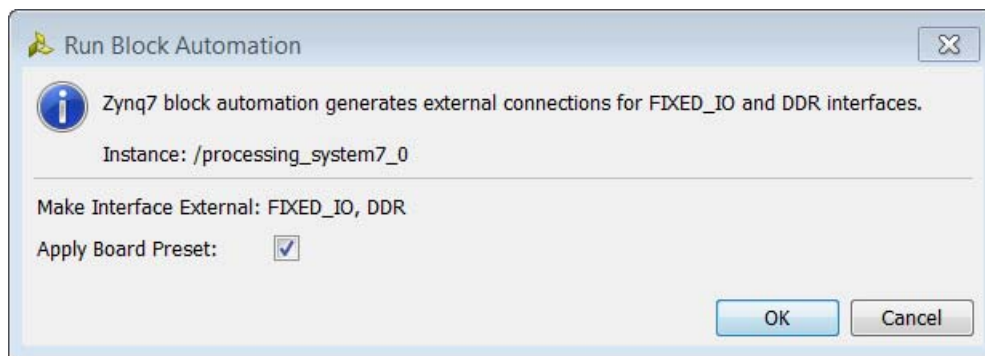 Run Block Automation
Zynq7 block automation generates external connections for FIXED_IO and DDR interfaces.
Instance: /processing_system7_0
Make Interface External: FIXED_IO, DDR
Apply Board Preset:
OK Cancel